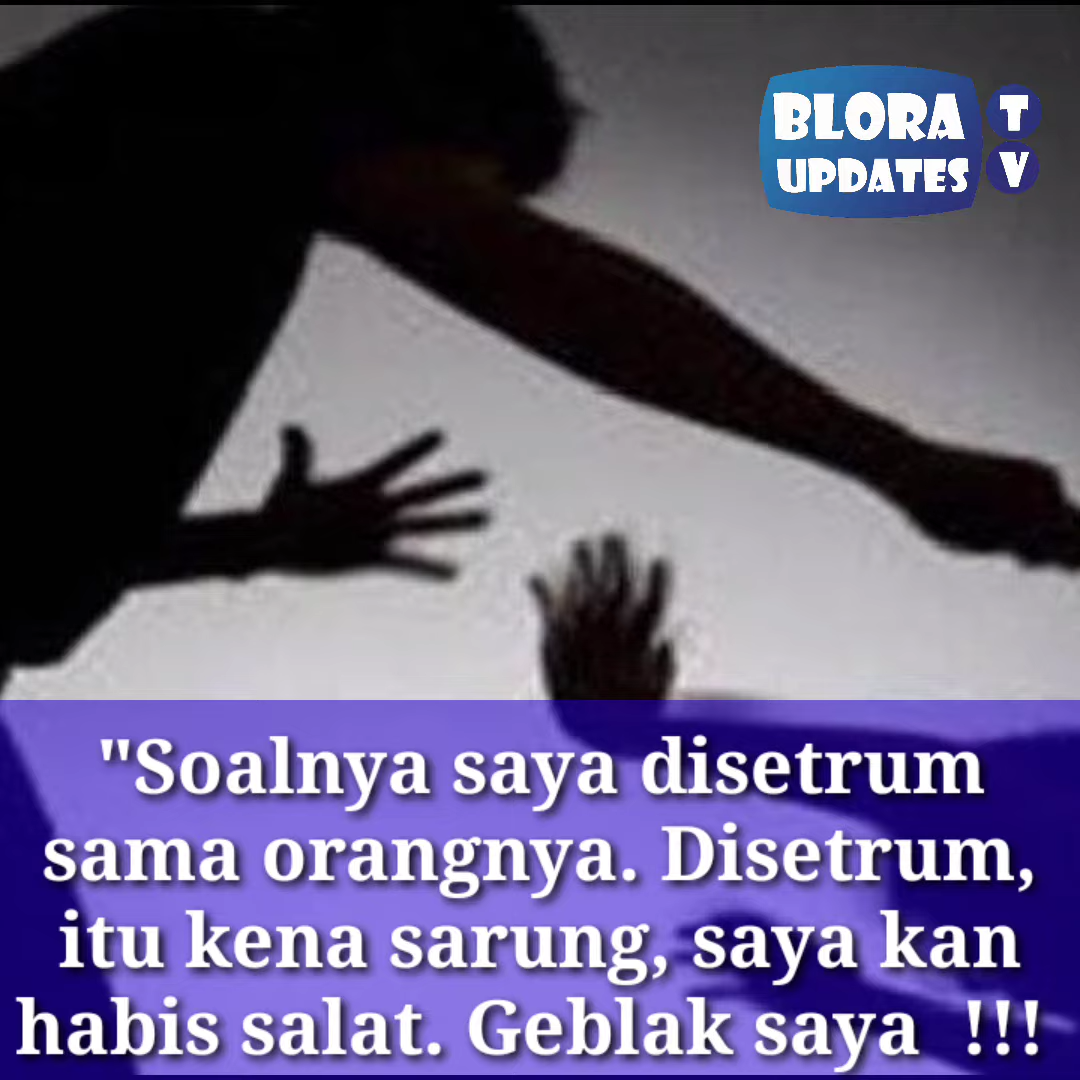 BLORA
UPDATES
T
V
"Soalnya saya disetrum
sama orangnya. Disetrum,
itu kena sarung, saya kan
habis salat. Geblak saya !!!